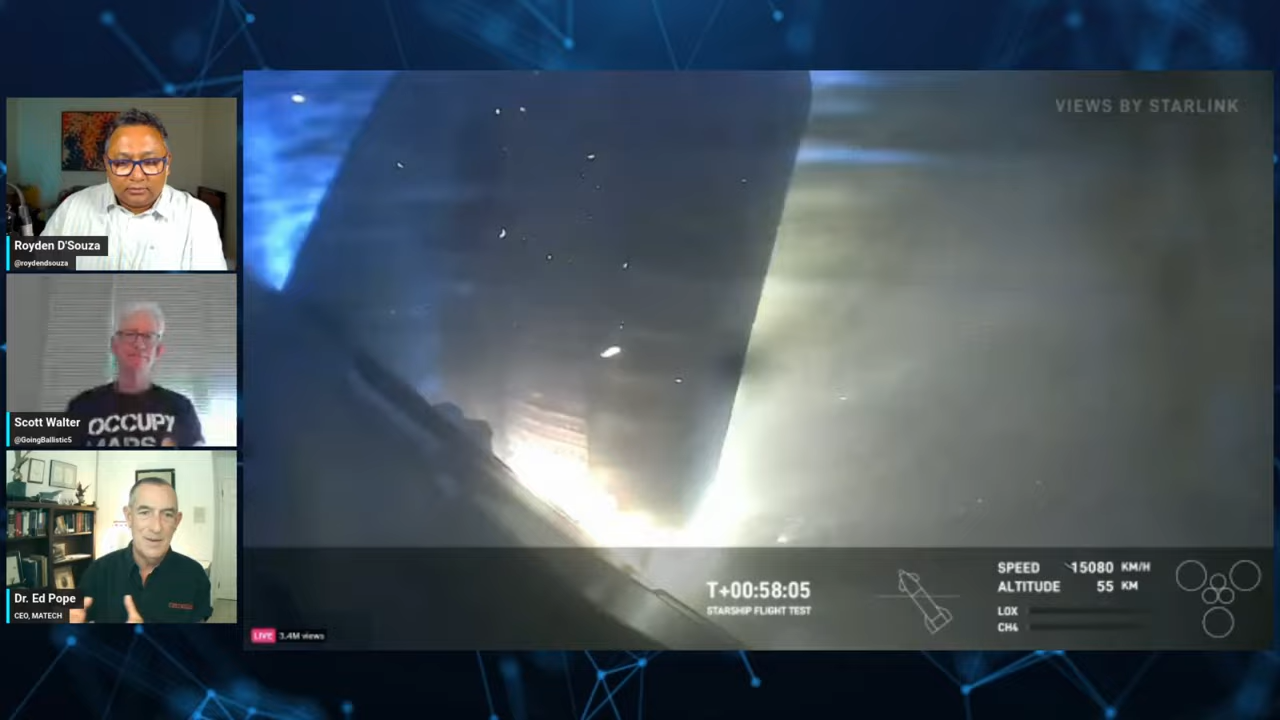 VIEWS BY STARLINK
Royden D'Souza
@roydendsouza
OCCUPY
MARS
Scott Walter
@GoingBallistic5
Dr. Ed Pope
CEO, MATECH
T+00:58:05
STARSHIP FLIGHT TEST
SPEED 15080 KM/H
ALTITUDE 55 KM
LOX
CH4
LIVE 3.4M views